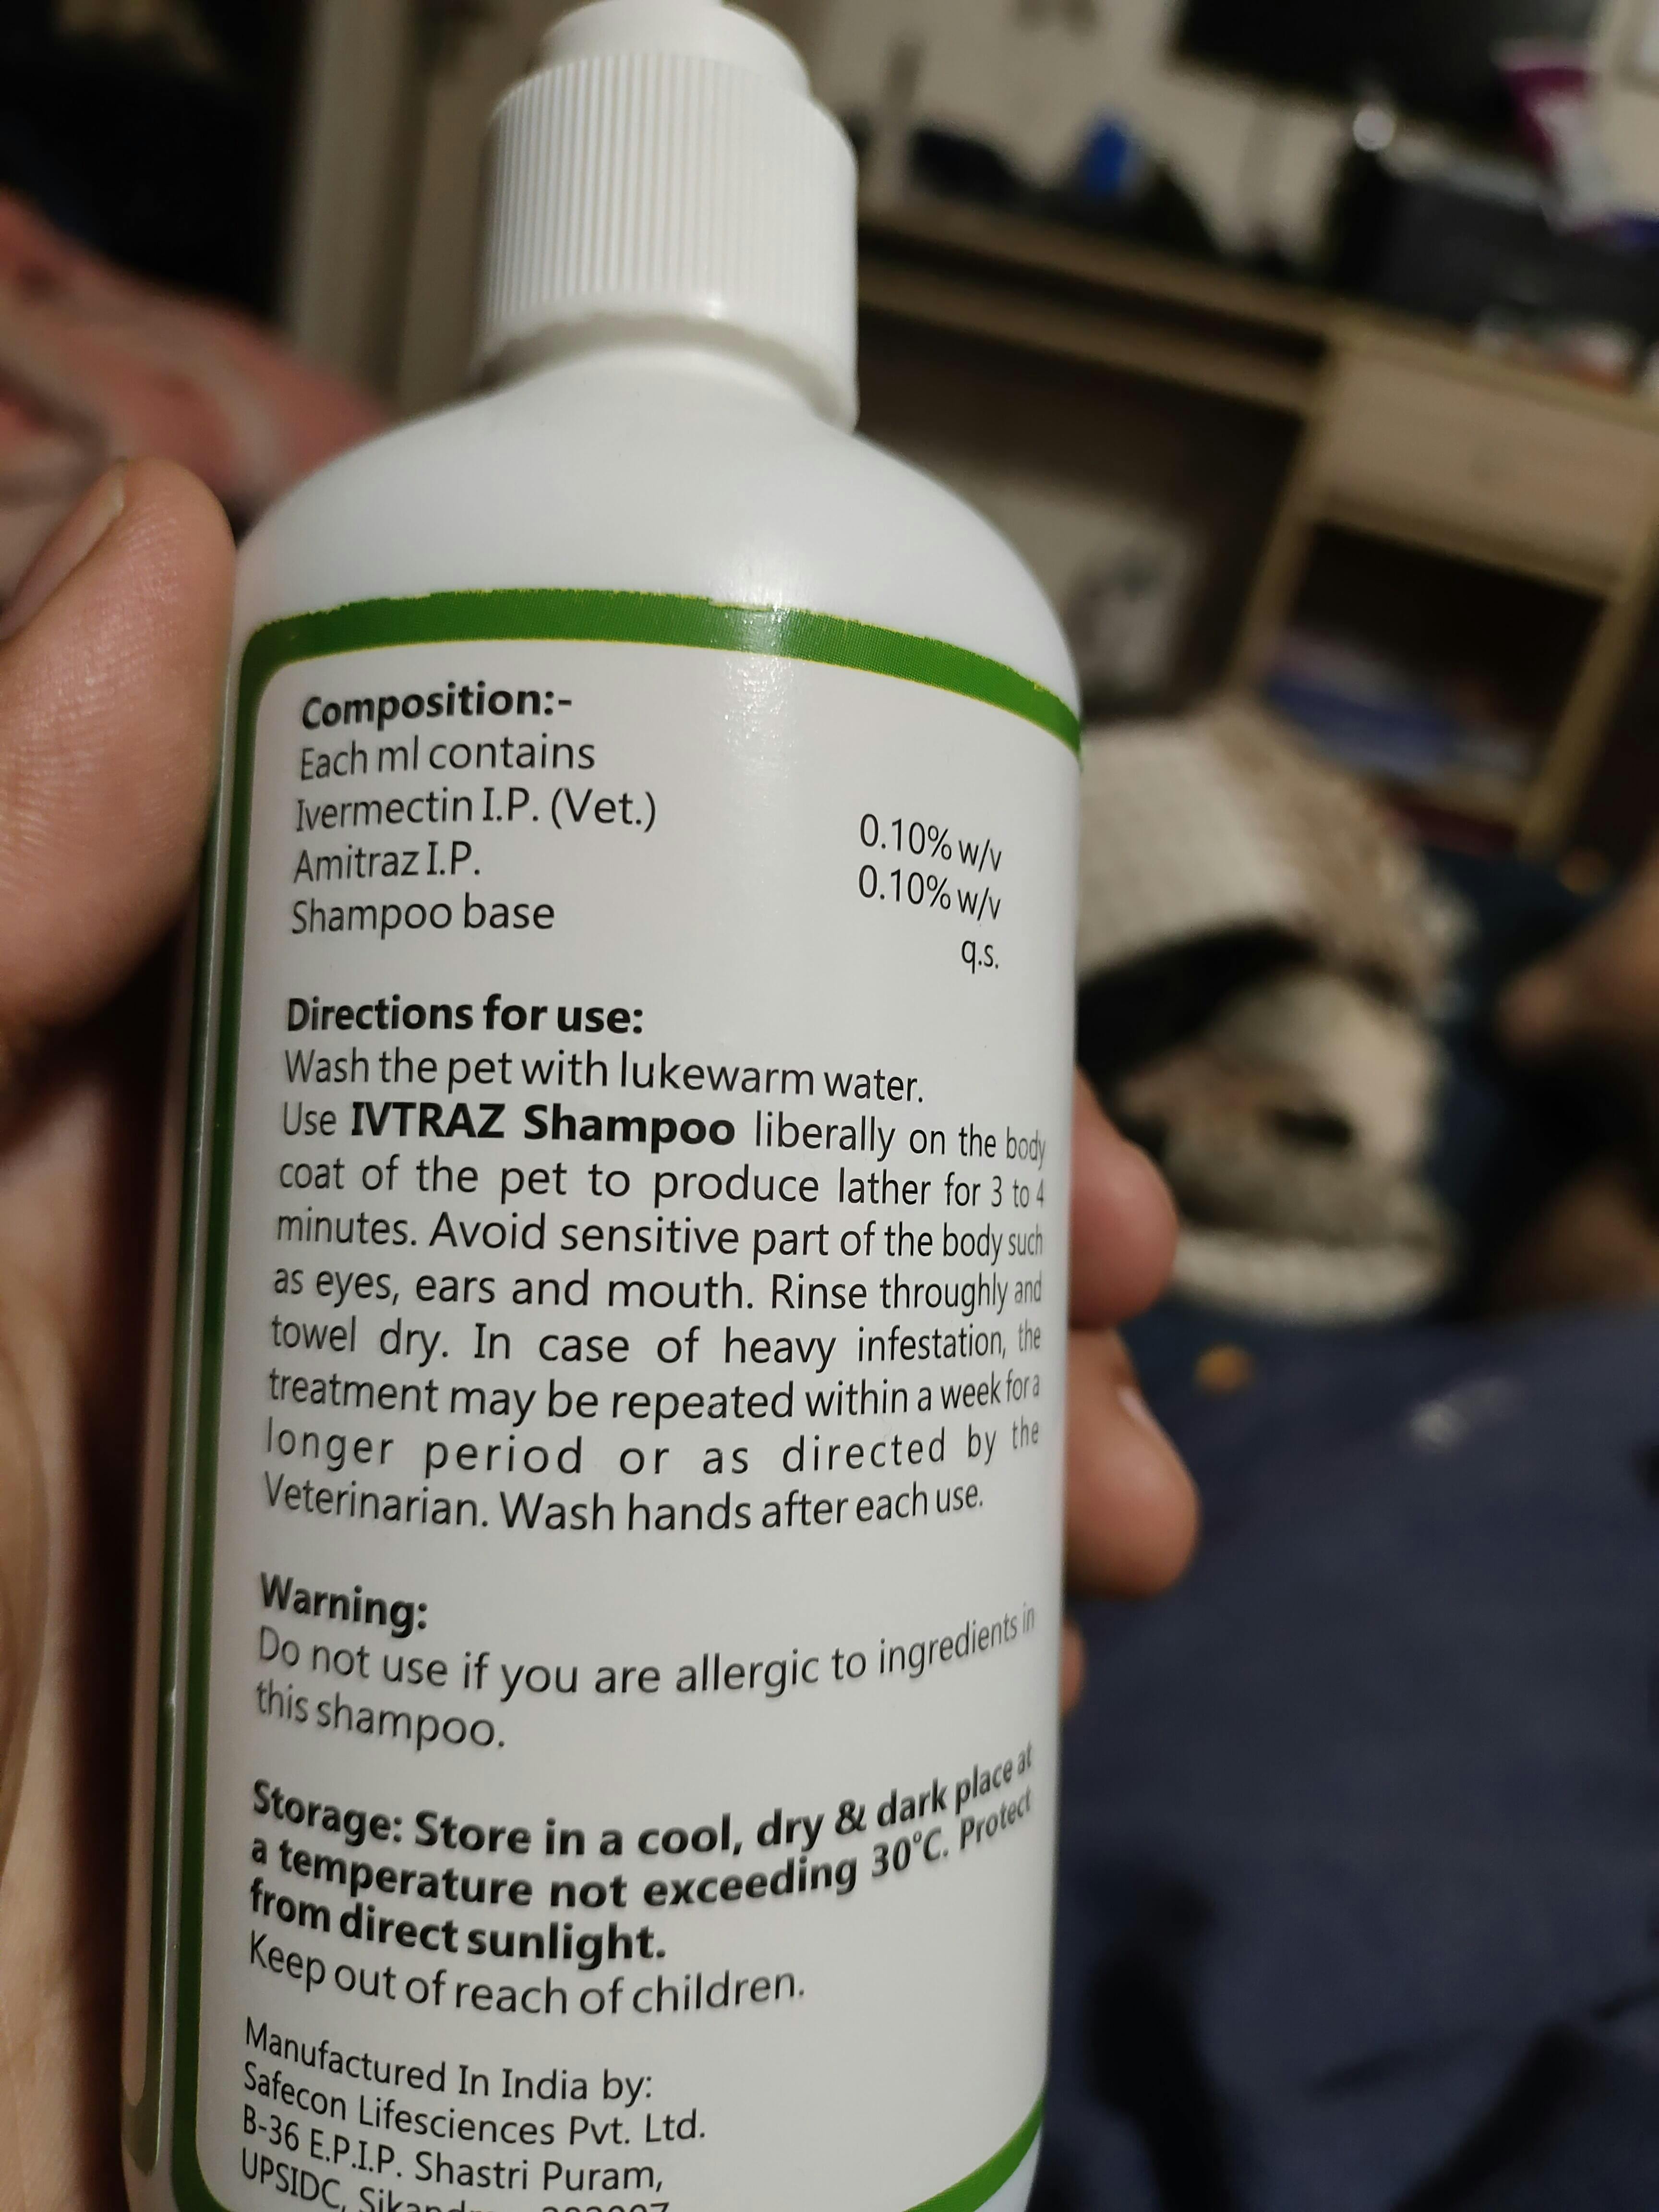 Composition:-
Each ml contains
Ivermectin I.P. (Vet.) 0.10% w/v
Amitraz I.P. 0.10% w/v
Shampoo base q.s.
Directions for use:
Wash the pet with lukewarm water.
Use IVTRAZ Shampoo liberally on the body
coat of the pet to produce lather for 3 to 4
minutes. Avoid sensitive part of the body such
as eyes, ears and mouth. Rinse throughly and
towel dry. In case of heavy infestation, the
treatment may be repeated within a week for a
longer period or as directed by the
Veterinarian. Wash hands after each use.
Warning:
Do not use if you are allergic to ingredients in
this shampoo.
Storage: Store in a cool, dry & dark place at
a temperature not exceeding 30°C. Protect
from direct sunlight.
Keep out of reach of children.
Manufactured In India by:
Safecon Lifesciences Pvt. Ltd.
B-36 E.P.I.P. Shastri Puram,
UPSIDC,